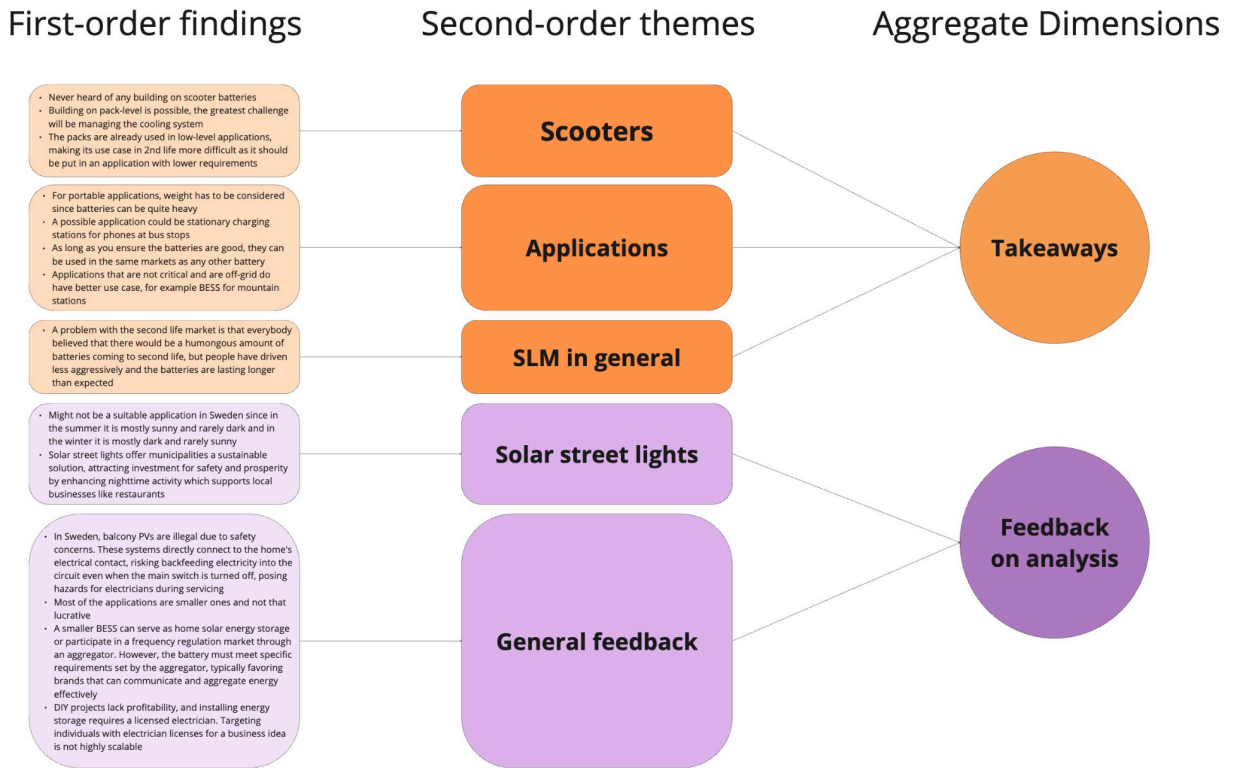 First-order findings
Second-order themes
Aggregate Dimensions
• Never heard of any building on scooter batteries
• Building on pack-level is possible, the greatest challenge
will be managing the cooling system
• The packs are already used in low-level applications,
making its use case in 2nd life more difficult as it should
be put in an application with lower requirements
Scooters
• For portable applications, weight has to be considered
since batteries can be quite heavy
• A possible application could be stationary charging
stations for phones at bus stops
• As long as you ensure the batteries are good, they can
be used in the same markets as any other battery
• Applications that are not critical and are off-grid do
have better use case, for example BESS for mountain
stations
Applications
Takeaways
• A problem with the second life market is that everybody
believed that there would be a humongous amount of
batteries coming to second life, but people have driven
less aggressively and the batteries are lasting longer
than expected
SLM in general
• Might not be a suitable application in Sweden since in
the summer it is mostly sunny and rarely dark and in
the winter it is mostly dark and rarely sunny
• Solar street lights offer municipalities a sustainable
solution, attracting investment for safety and prosperity
by enhancing nighttime activity which supports local
businesses like restaurants
Solar street lights
• In Sweden, balcony PVs are illegal due to safety
concerns. These systems directly connect to the home's
electrical contact, risking backfeeding electricity into the
circuit even when the main switch is turned off, posing
hazards for electricians during servicing
• Most of the applications are smaller ones and not that
lucrative
• A smaller BESS can serve as home solar energy storage
or participate in a frequency regulation market through
an aggregator. However, the battery must meet specific
requirements set by the aggregator, typically favoring
brands that can communicate and aggregate energy
effectively
• DIY projects lack profitability, and installing energy
storage requires a licensed electrician. Targeting
individuals with electrician licenses for a business idea
is not highly scalable
General feedback
Feedback
on analysis